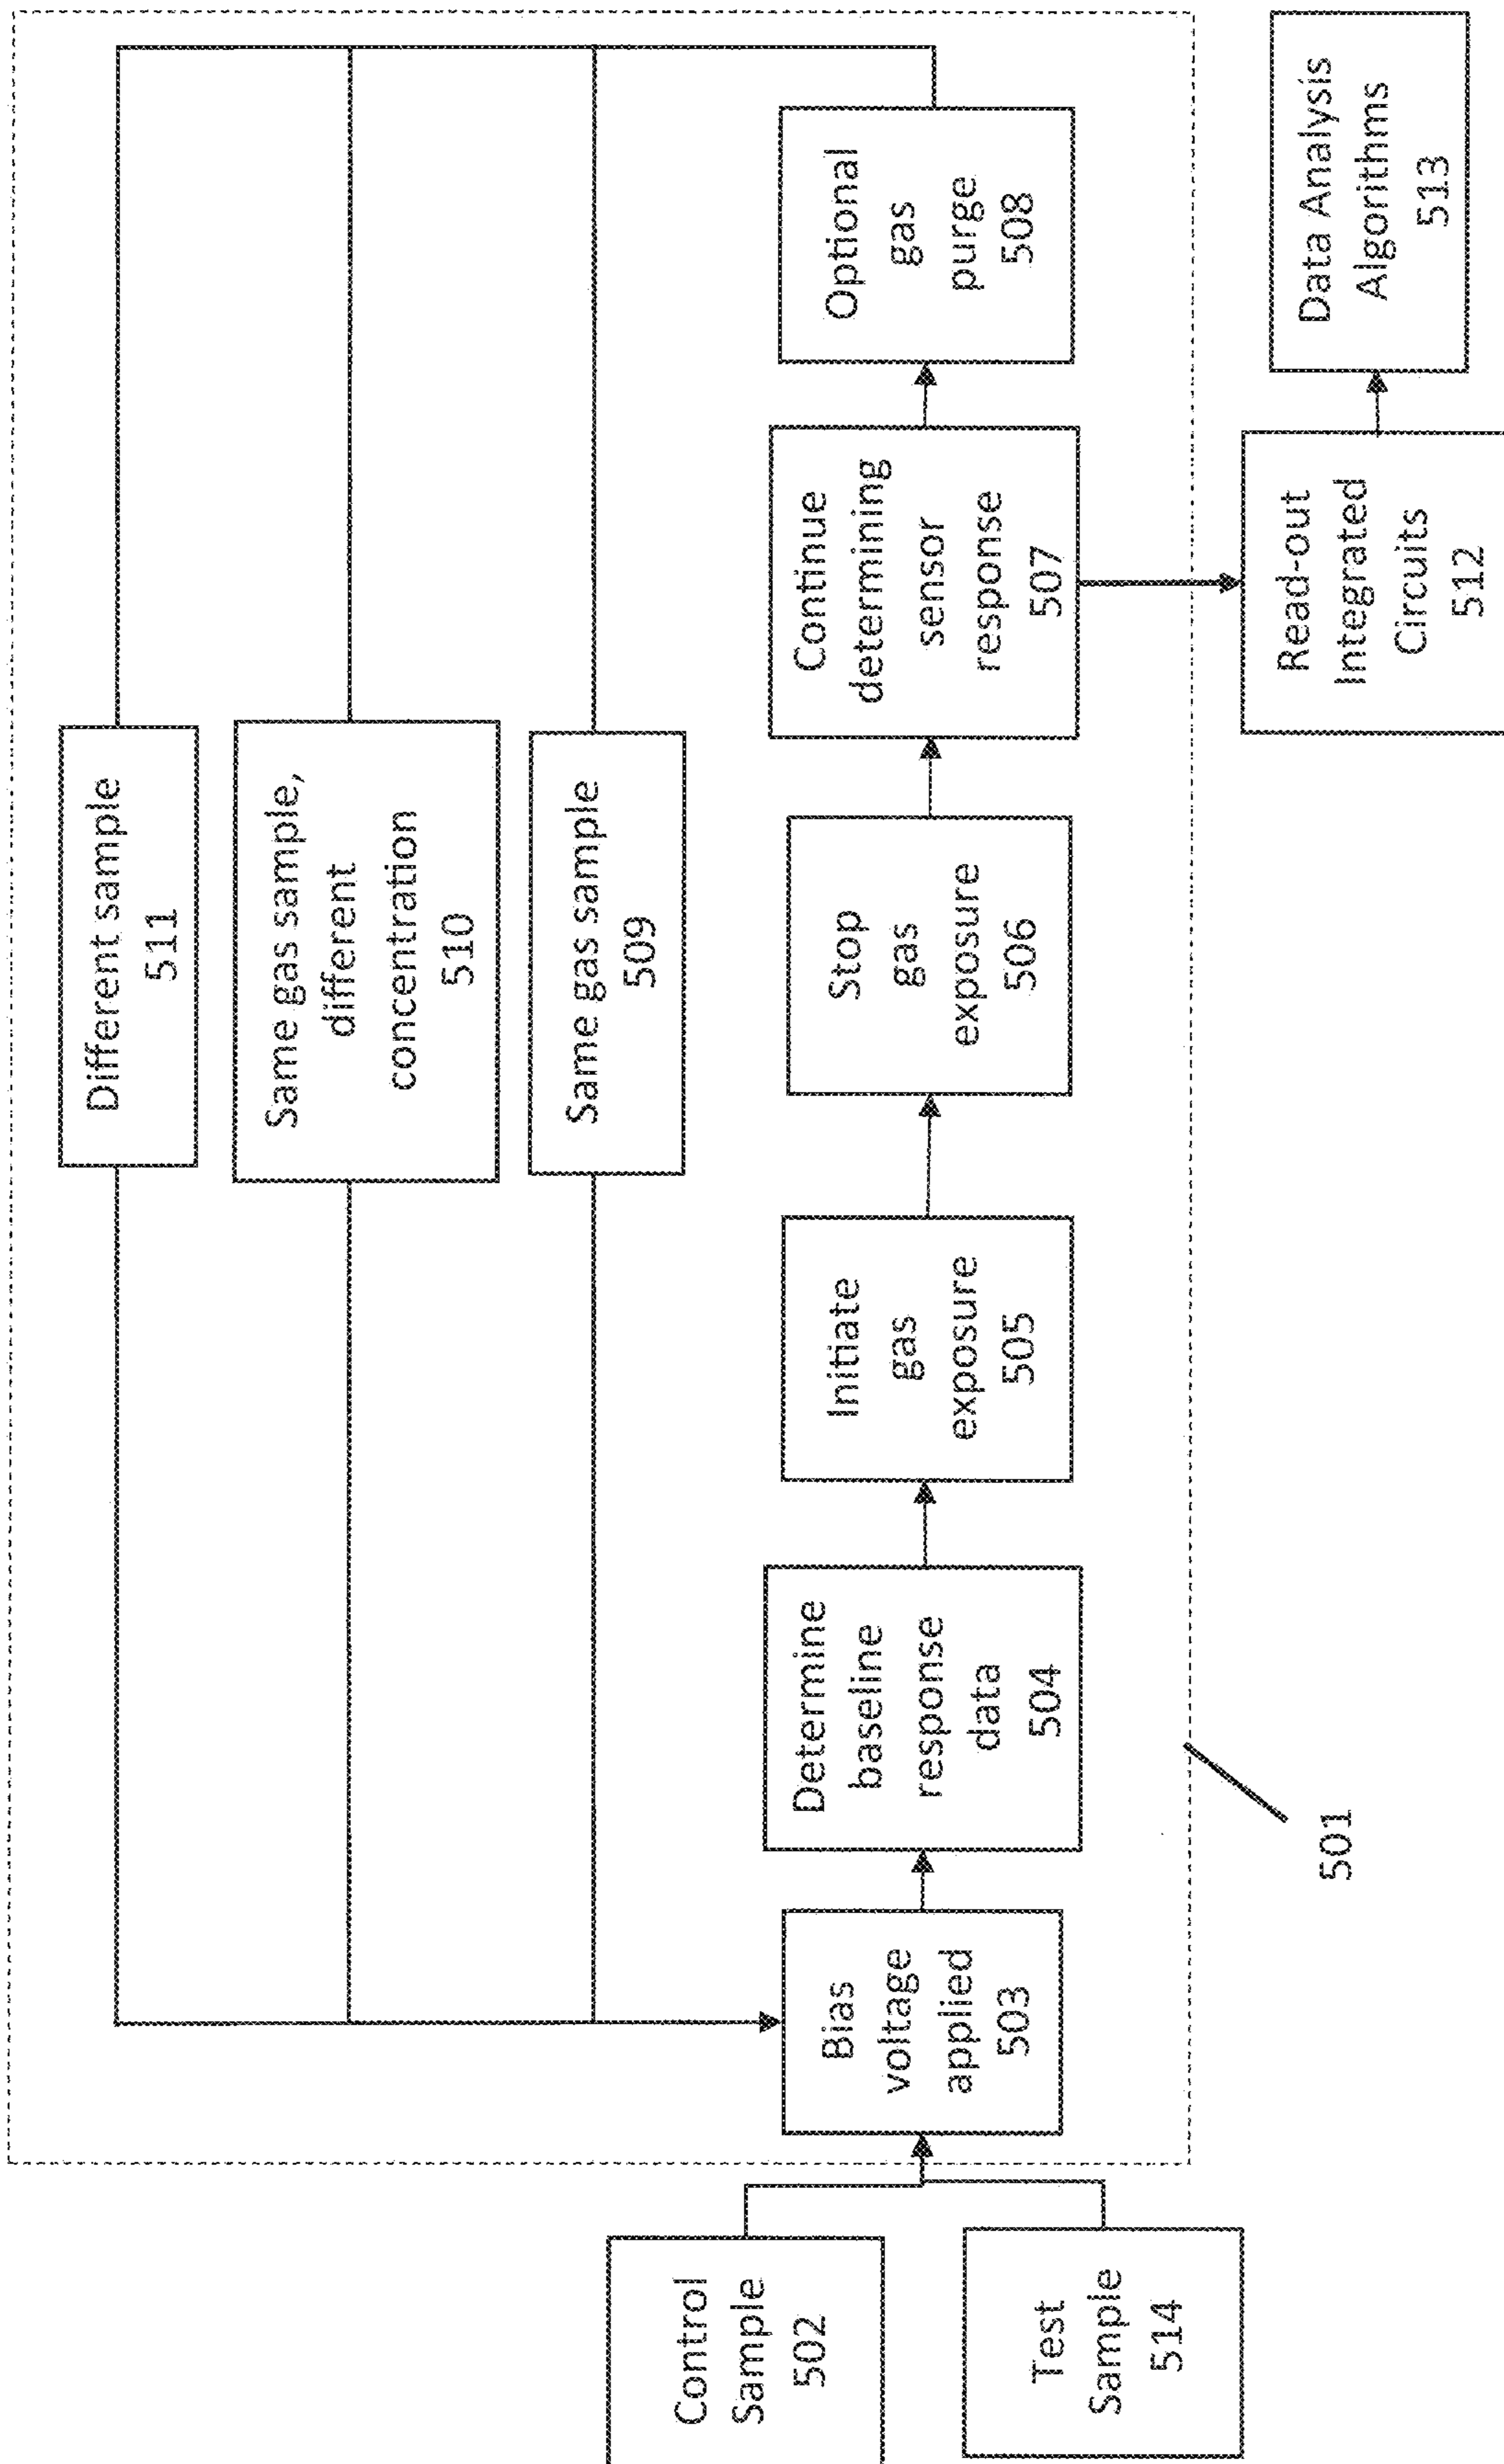 Different sample
511
Same gas sample,
different
concentration
510
Same gas sample
509
Control
Sample
502
Test
Sample
514
Bias
voltage
applied
503
Determine
baseline
response
data
504
Initiate
gas
exposure
505
Stop
gas
exposure
506
Continue
determining
sensor
response
507
Optional
gas
purge
508
501
Read-out
Integrated
Circuits
512
Data Analysis
Algorithms
513